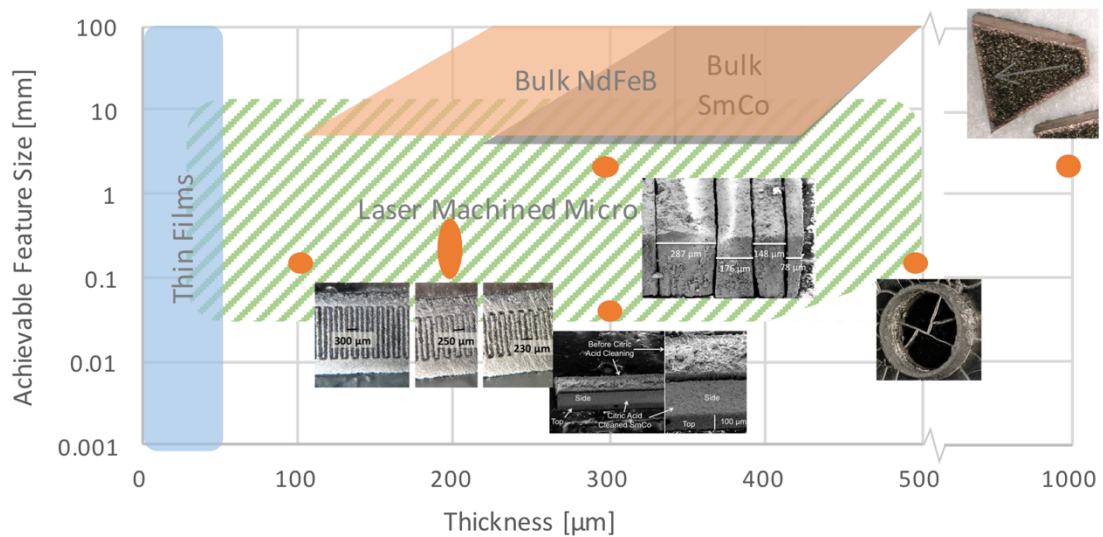 100
10
1
0.1
0.01
0.001
Achievable Feature Size [mm]
Thin Films
Bulk NdFeB
Bulk
SmCo
Laser Machined Micro
287 µm
148 µm
176 µm
78 µm
300 µm
250 µm
230 µm
Before Citric
Acid Cleaning
Side
Side
Top
Citric Acid
Cleaned SmCo
Top
100 µm
0
100
200
300
400
500
1000
Thickness [µm]